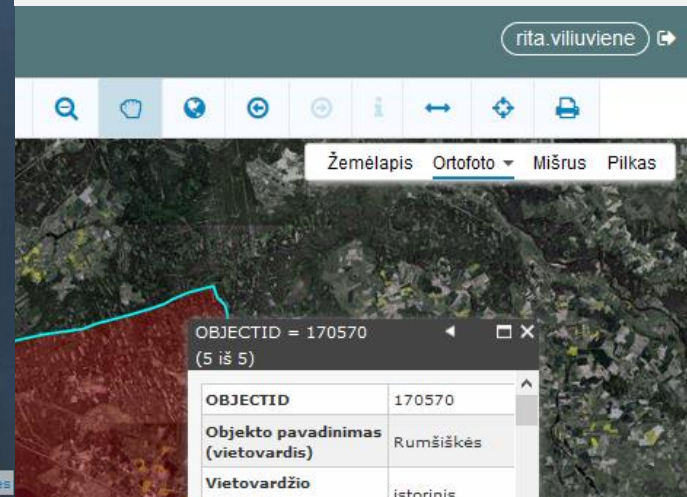 rita.viliuviene
Žemėlapis Ortofoto Mišrus Pilkas
OBJECTID = 170570
(5 iš 5)
OBJECTID 170570
Objekto pavadinimas
(vietovardis) Rumšiškės
Vietovardžio
istorinis